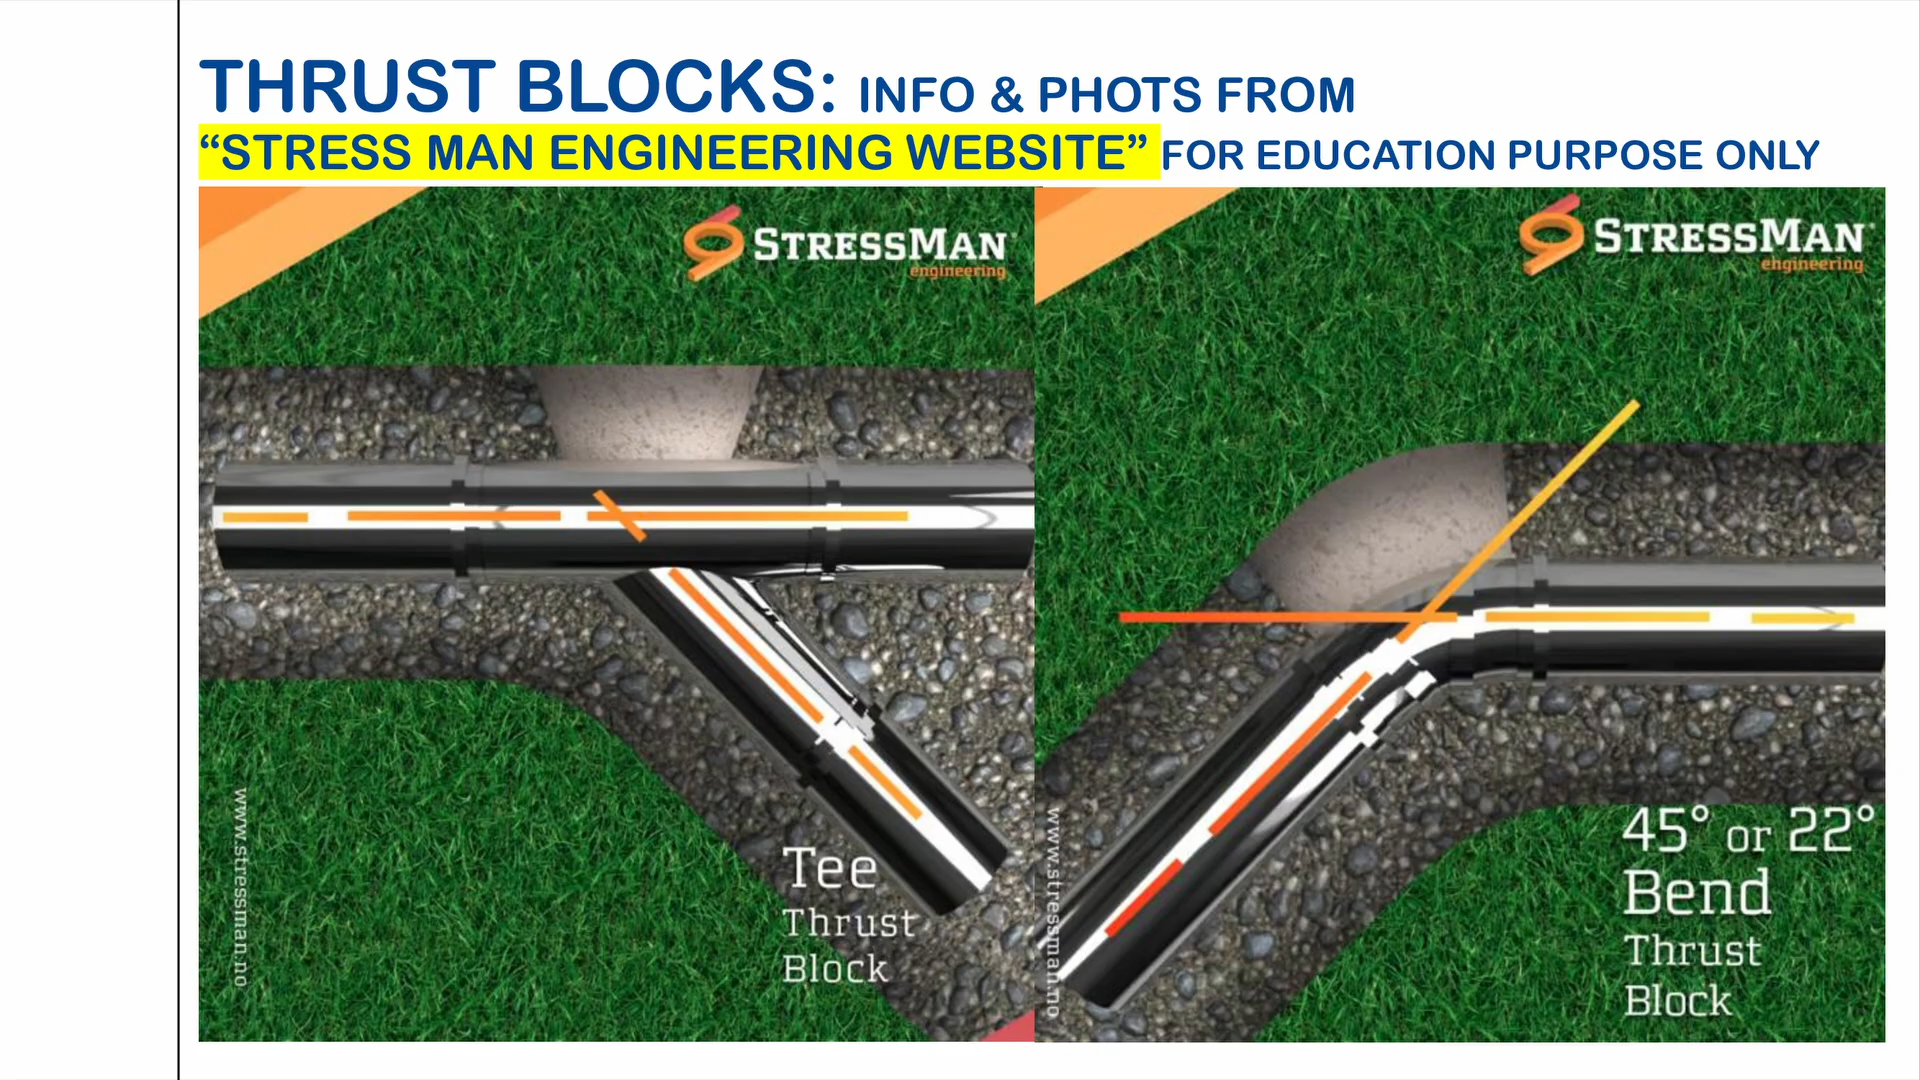 THRUST BLOCKS: INFO & PHOTS FROM
“STRESS MAN ENGINEERING WEBSITE” FOR EDUCATION PURPOSE ONLY
STRESSMAN
engineering
www.stressman.no
Tee
Thrust
Block
STRESSMAN
engineering
www.stressman.no
45° or 22°
Bend
Thrust
Block